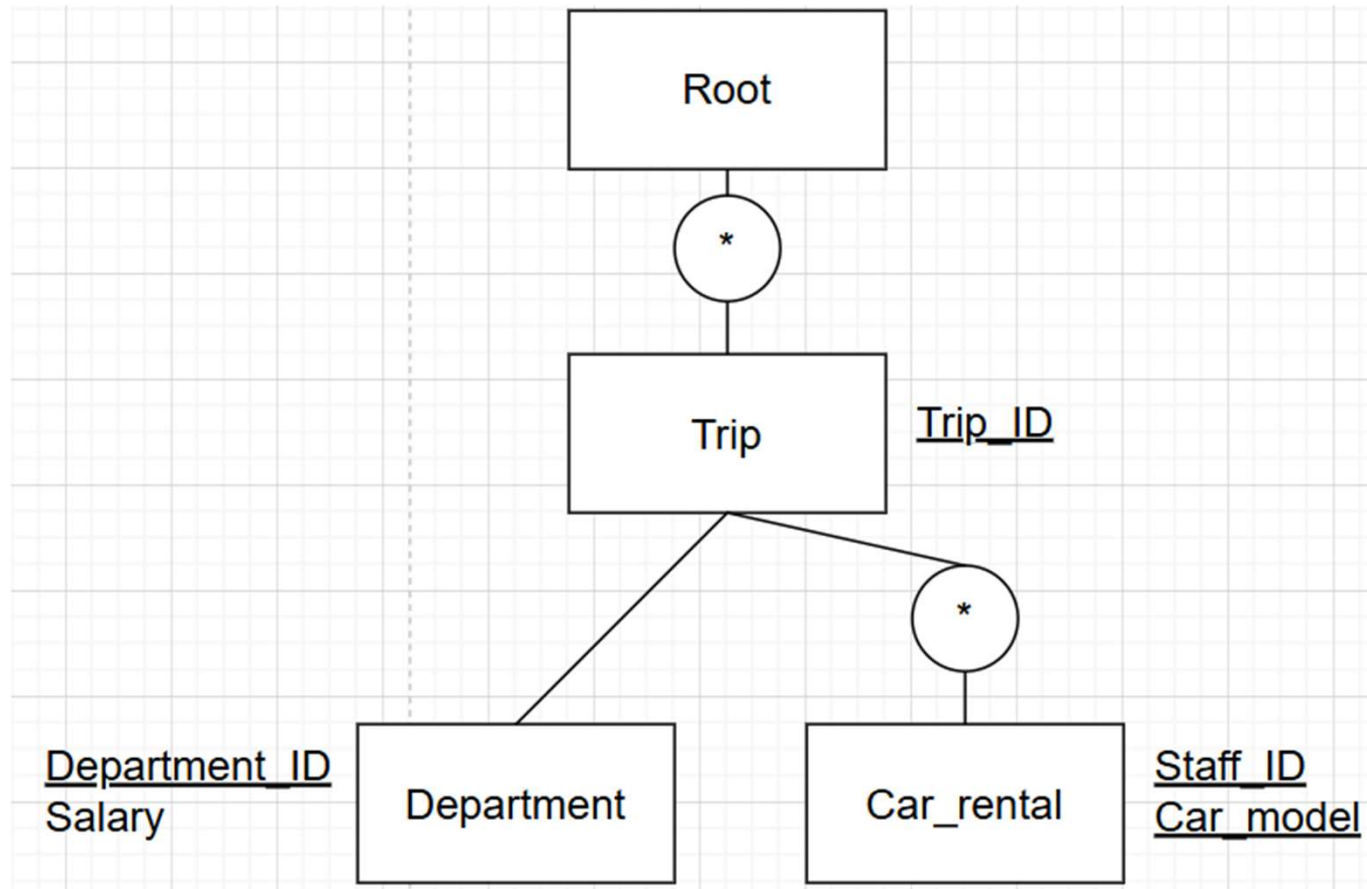 Root
*
Trip
Trip_ID
*
Department_ID
Salary
Department
Car_rental
Staff_ID
Car_model